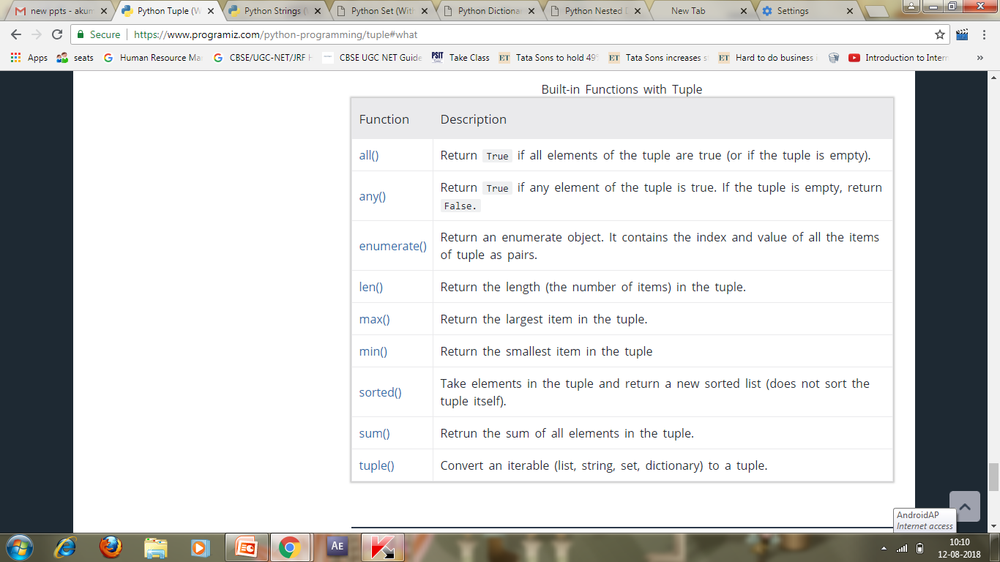 new ppts - akum
Python Tuple (W
Python Strings (
Python Set (With
Python Dictiona
Python Nested
New Tab
Settings
Secure
https://www.programiz.com/python-programming/tuple#what
Apps
seats
Human Resource Ma
CBSE/UGC-NET/JRF
CBSE UGC NET Guide
PSIT
Take Class
ET
Tata Sons to hold 49
ET
Tata Sons increases s
ET
Hard to do business i
Introduction to Inter
»
Built-in Functions with Tuple
Function Description
all() Return True if all elements of the tuple are true (or if the tuple is empty).
any() Return True if any element of the tuple is true. If the tuple is empty, return
False.
enumerate() Return an enumerate object. It contains the index and value of all the items
of tuple as pairs.
len() Return the length (the number of items) in the tuple.
max() Return the largest item in the tuple.
min() Return the smallest item in the tuple
sorted() Take elements in the tuple and return a new sorted list (does not sort the
tuple itself).
sum() Retrun the sum of all elements in the tuple.
tuple() Convert an iterable (list, string, set, dictionary) to a tuple.
AndroidAP
Internet access
AE
10:10
12-08-2018